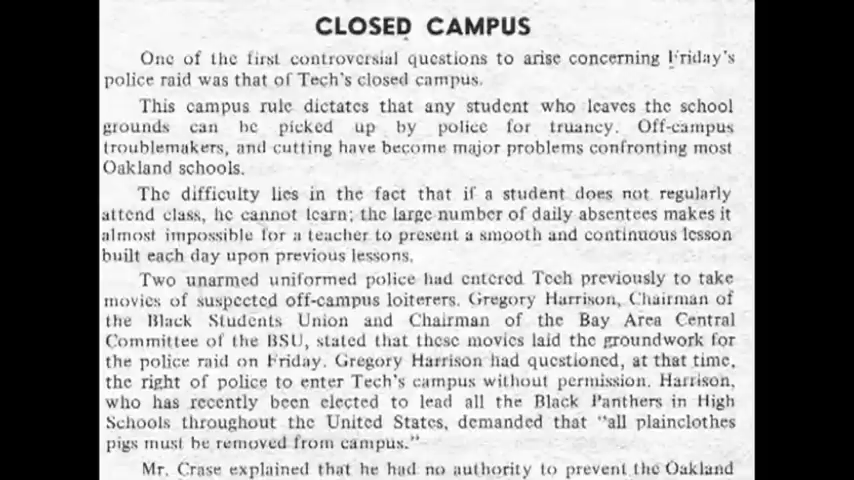 CLOSED CAMPUS
One of the first controversial questions to arise concerning Friday's
police raid was that of Tech's closed campus.
This campus rule dictates that any student who leaves the school
grounds can be picked up by police for truancy. Off-campus
troublemakers, and cutting have become major problems confronting most
Oakland schools.
The difficulty lies in the fact that if a student does not regularly
attend class, he cannot learn; the large number of daily absentees makes it
almost impossible for a teacher to present a smooth and continuous lesson
built each day upon previous lessons.
Two unarmed uniformed police had entered Tech previously to take
movies of suspected off-campus loiterers. Gregory Harrison, Chairman of
the Black Students Union and Chairman of the Bay Area Central
Committee of the BSU, stated that these movies laid the groundwork for
the police raid on Friday. Gregory Harrison had questioned, at that time,
the right of police to enter Tech's campus without permission. Harrison,
who has recently been elected to lead all the Black Panthers in High
Schools throughout the United States, demanded that "all plainclothes
pigs must be removed from campus."
Mr. Crase explained that he had no authority to prevent the Oakland